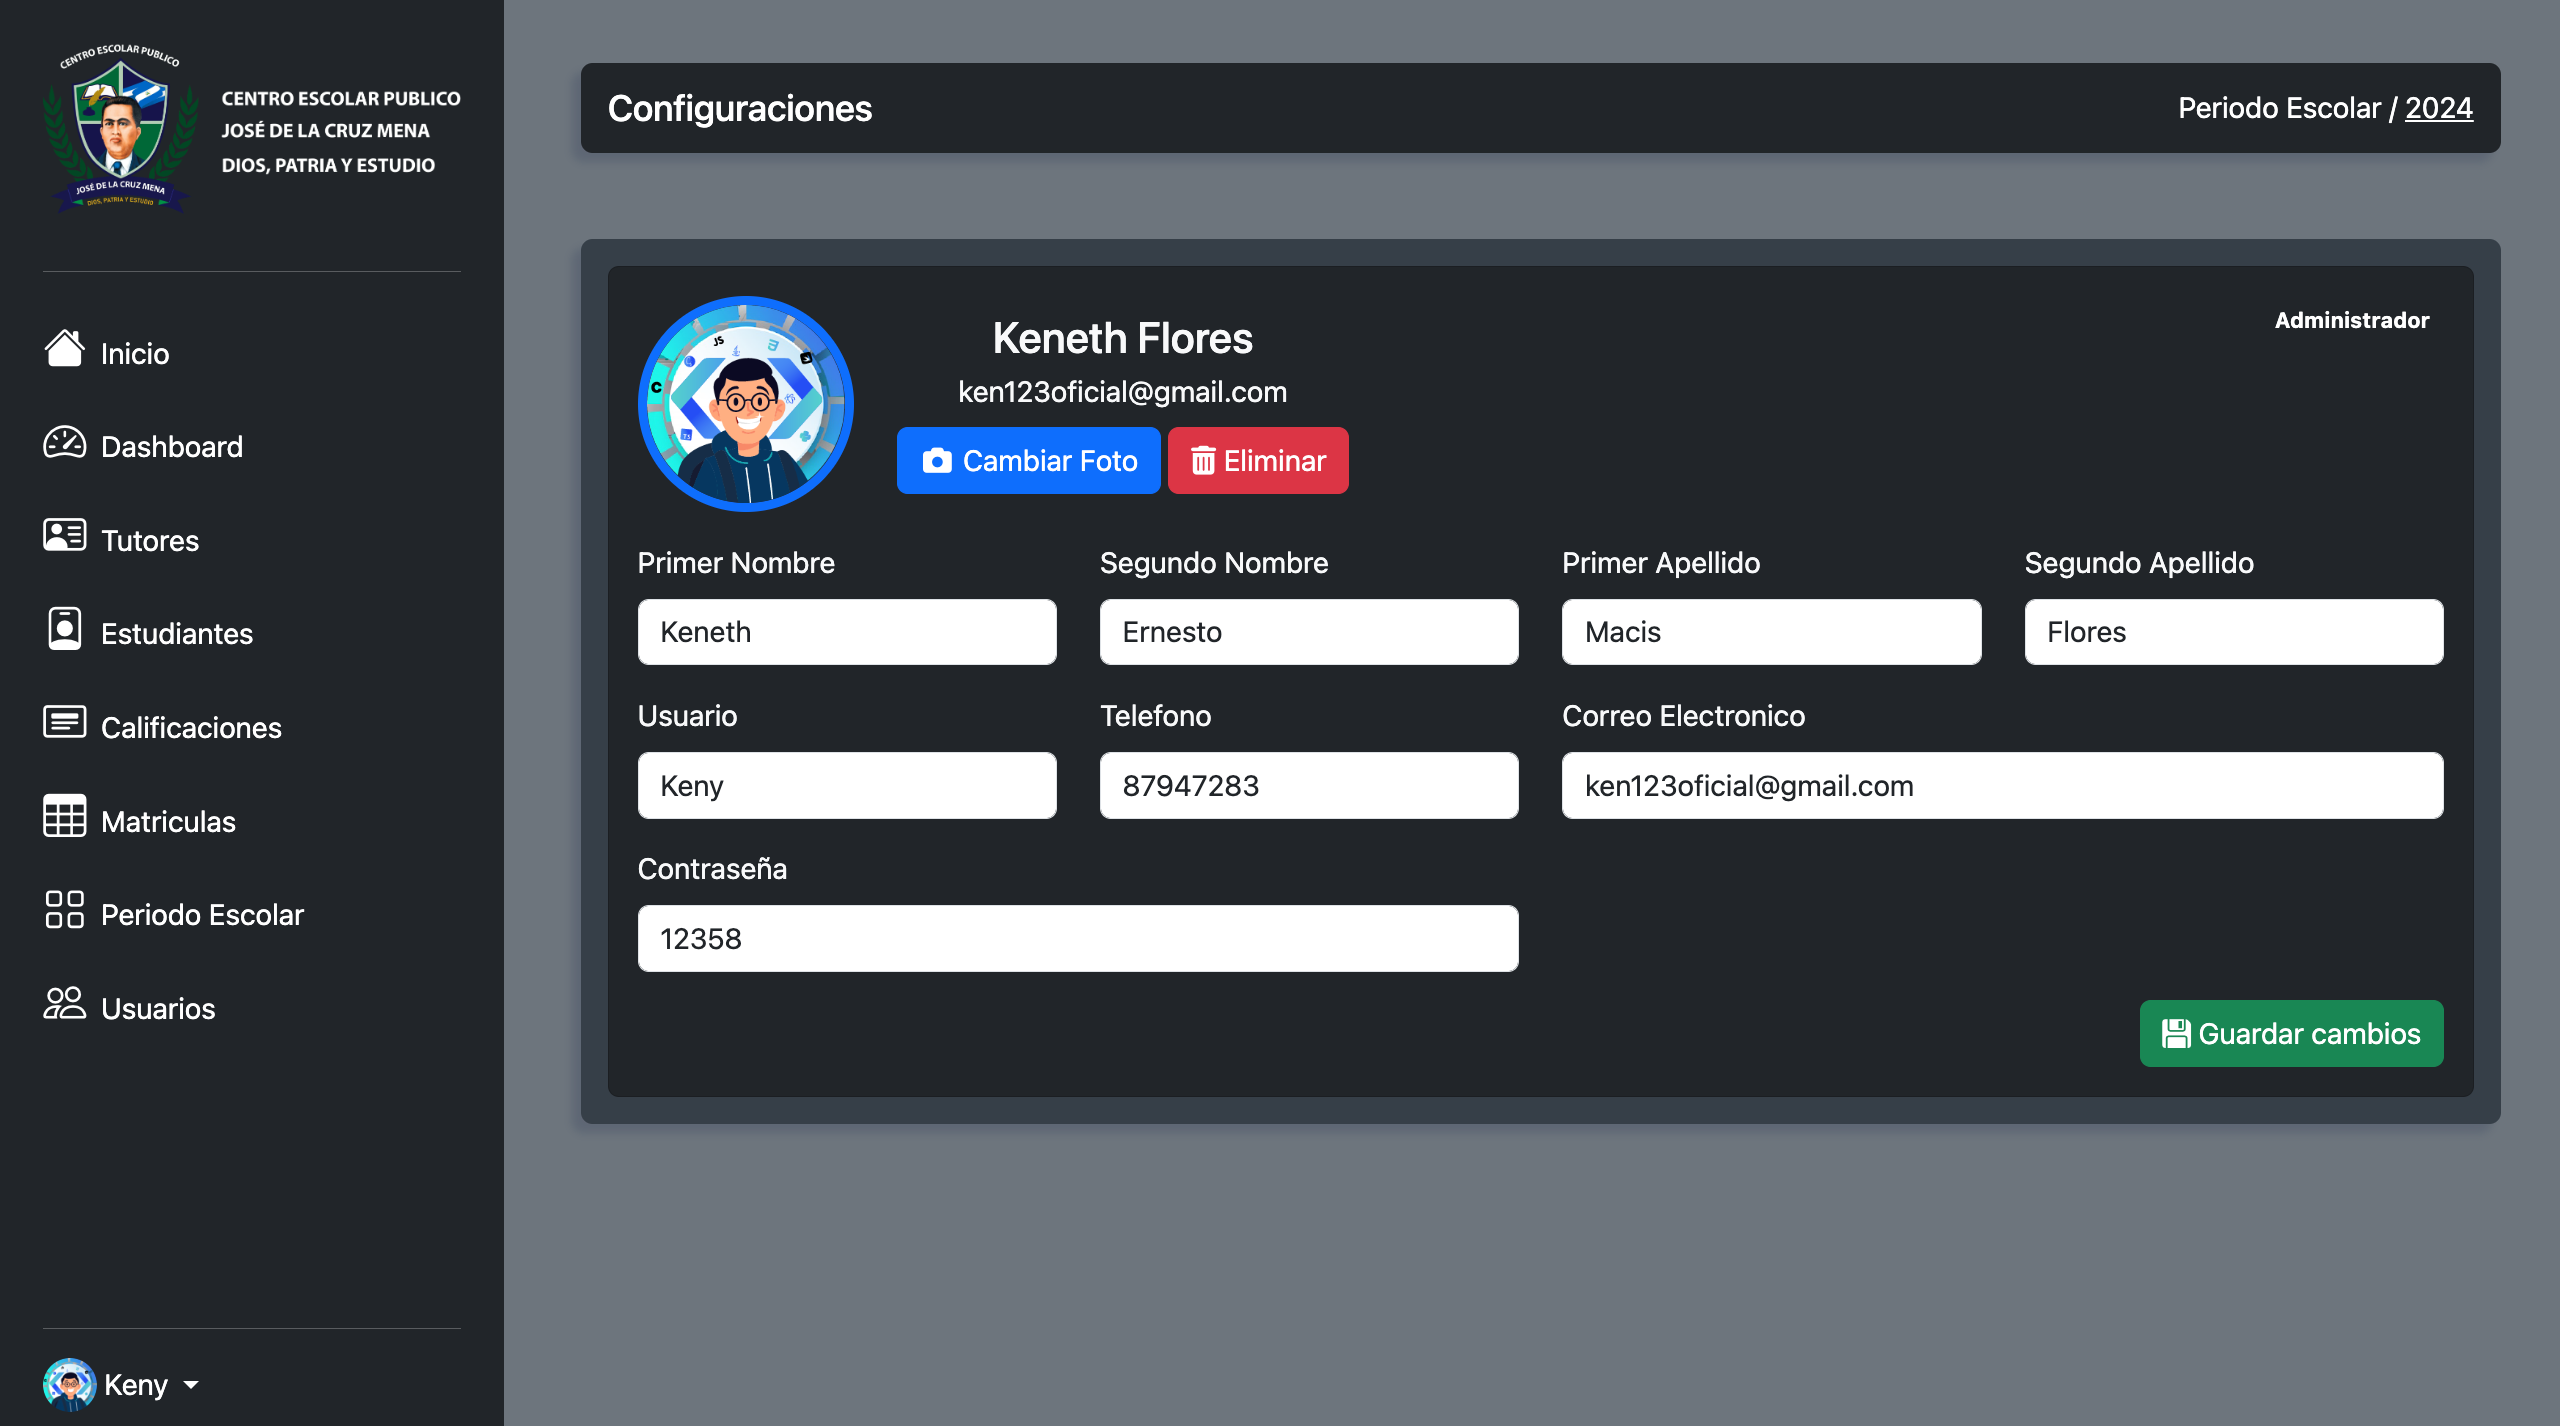 CENTRO ESCOLAR PUBLICO
JOSÉ DE LA CRUZ MENA
DIOS, PATRIA Y ESTUDIO
CENTRO ESCOLAR PUBLICO
JOSÉ DE LA CRUZ MENA
DIOS, PATRIA Y ESTUDIO
Inicio
Dashboard
Tutores
Estudiantes
Calificaciones
Matriculas
Periodo Escolar
Usuarios
Keny
Configuraciones
Periodo Escolar / 2024
JS
C
Keneth Flores
ken123oficial@gmail.com
Cambiar Foto
Eliminar
Administrador
Primer Nombre
Segundo Nombre
Primer Apellido
Segundo Apellido
Keneth
Ernesto
Macis
Flores
Usuario
Telefono
Correo Electronico
Keny
87947283
ken123oficial@gmail.com
Contraseña
12358
Guardar cambios